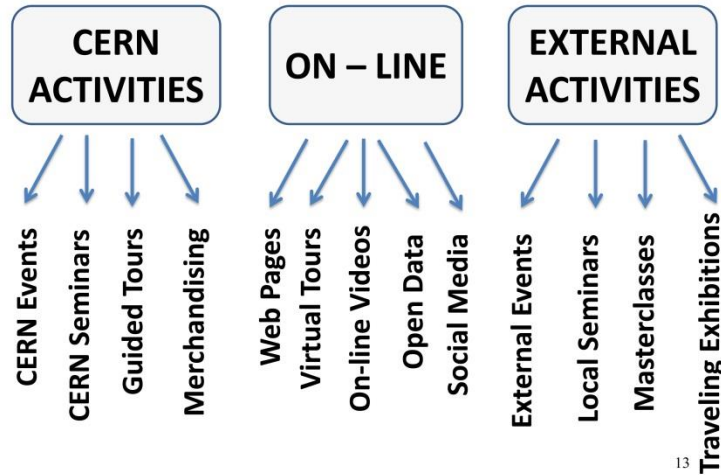 CERN
ACTIVITIES
ON – LINE
EXTERNAL
ACTIVITIES
CERN Events
CERN Seminars
Guided Tours
Merchandising
Web Pages
Virtual Tours
On-line Videos
Open Data
Social Media
External Events
Local Seminars
Masterclasses
Traveling Exhibitions
13